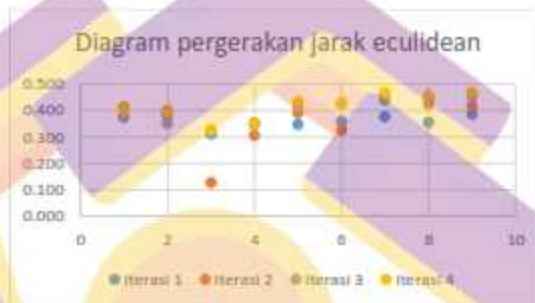 Diagram pergerakan jarak eculidean
0.500
0.400
0.300
0.200
0.100
0.000
0 2 4 6 8 10
Iterasi 1 Iterasi 2 Iterasi 3 Iterasi 4